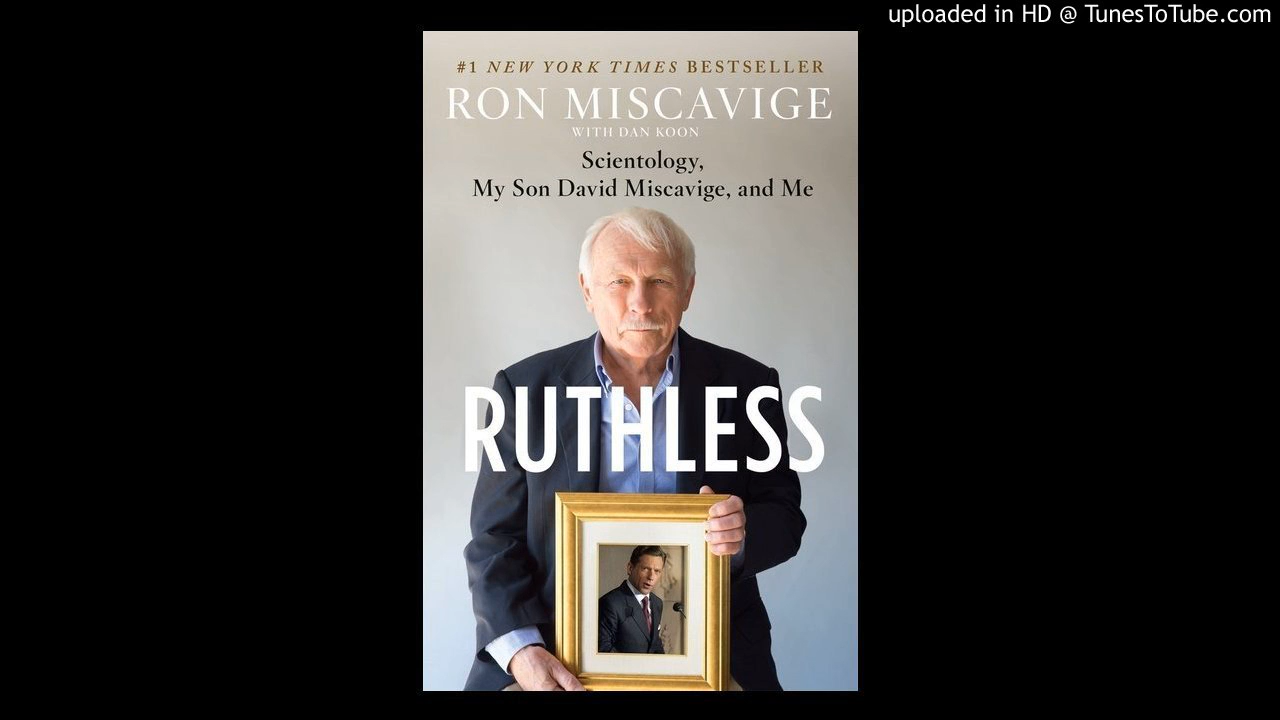 uploaded in HD @ TunesToTube.com
#1 NEW YORK TIMES BESTSELLER
RON MISCAVIGE
WITH DAN KOON
Scientology,
My Son David Miscavige, and Me
RUTHLESS